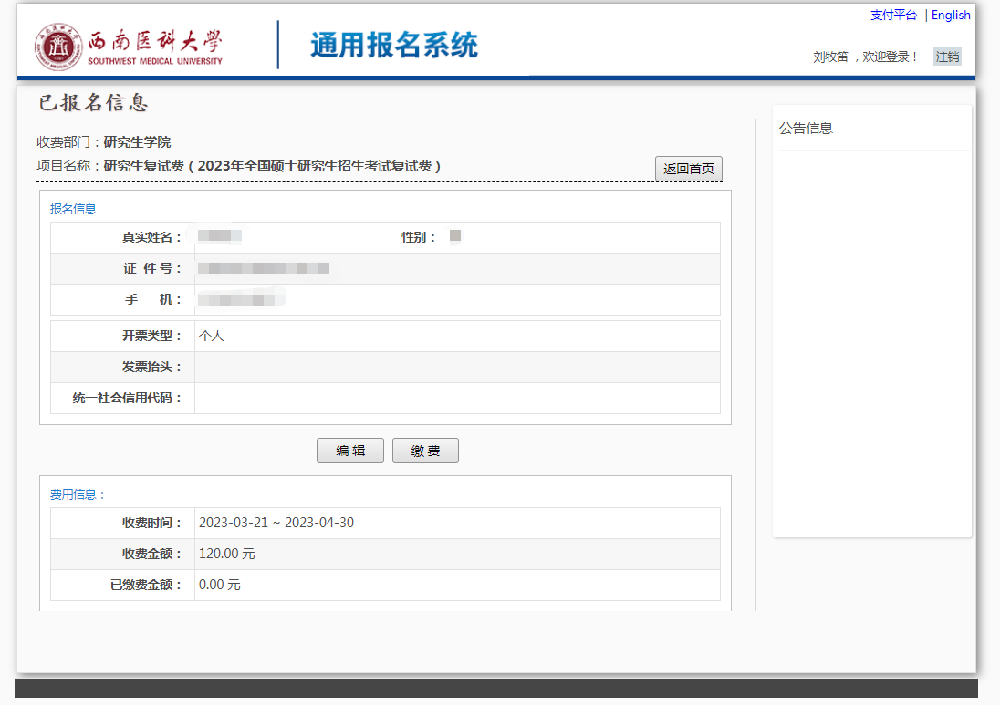 支付平台 | English
西南医科大学
SOUTHWEST MEDICAL UNIVERSITY
通用报名系统
刘牧笛 ，欢迎登录！ 注销
已报名信息
公告信息
收费部门：研究生学院
项目名称：研究生复试费（2023年全国硕士研究生招生考试复试费）
返回首页
报名信息
真实姓名： 性别：
证 件 号：
手 机：
开票类型： 个人
发票抬头：
统一社会信用代码：
编 辑 缴 费
费用信息：
收费时间： 2023-03-21 ~ 2023-04-30
收费金额： 120.00 元
已缴费金额： 0.00 元